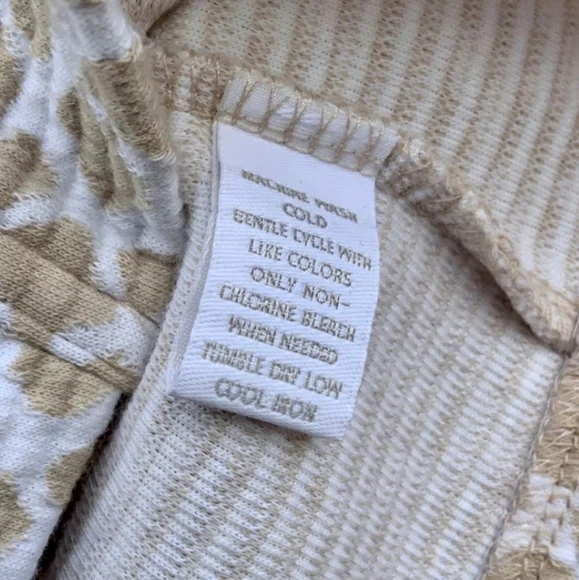 MACHINE WASH
COLD
GENTLE CYCLE WITH
LIKE COLORS
ONLY NON-
CHLORINE BLEACH
WHEN NEEDED
TUMBLE DRY LOW
COOL IRON